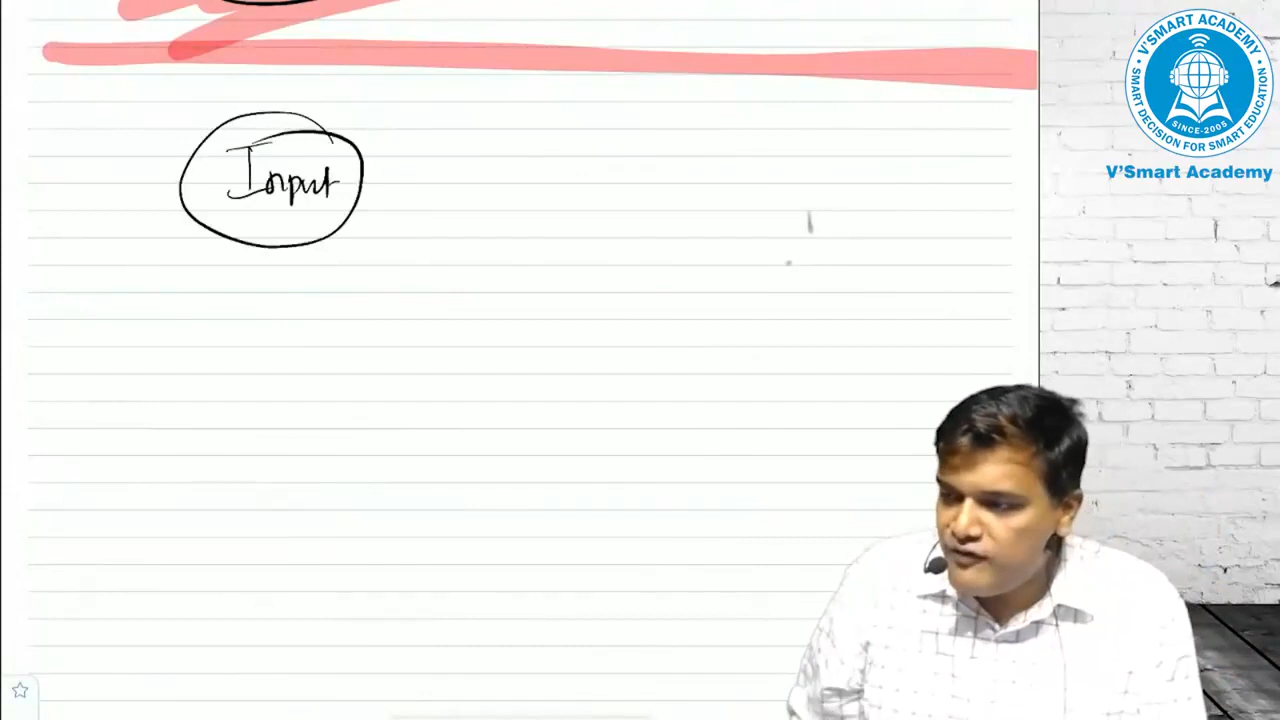 Input
V'SMART ACADEMY
SMART DECISION FOR SMART EDUCATION
SINCE-2005
V'Smart Academy